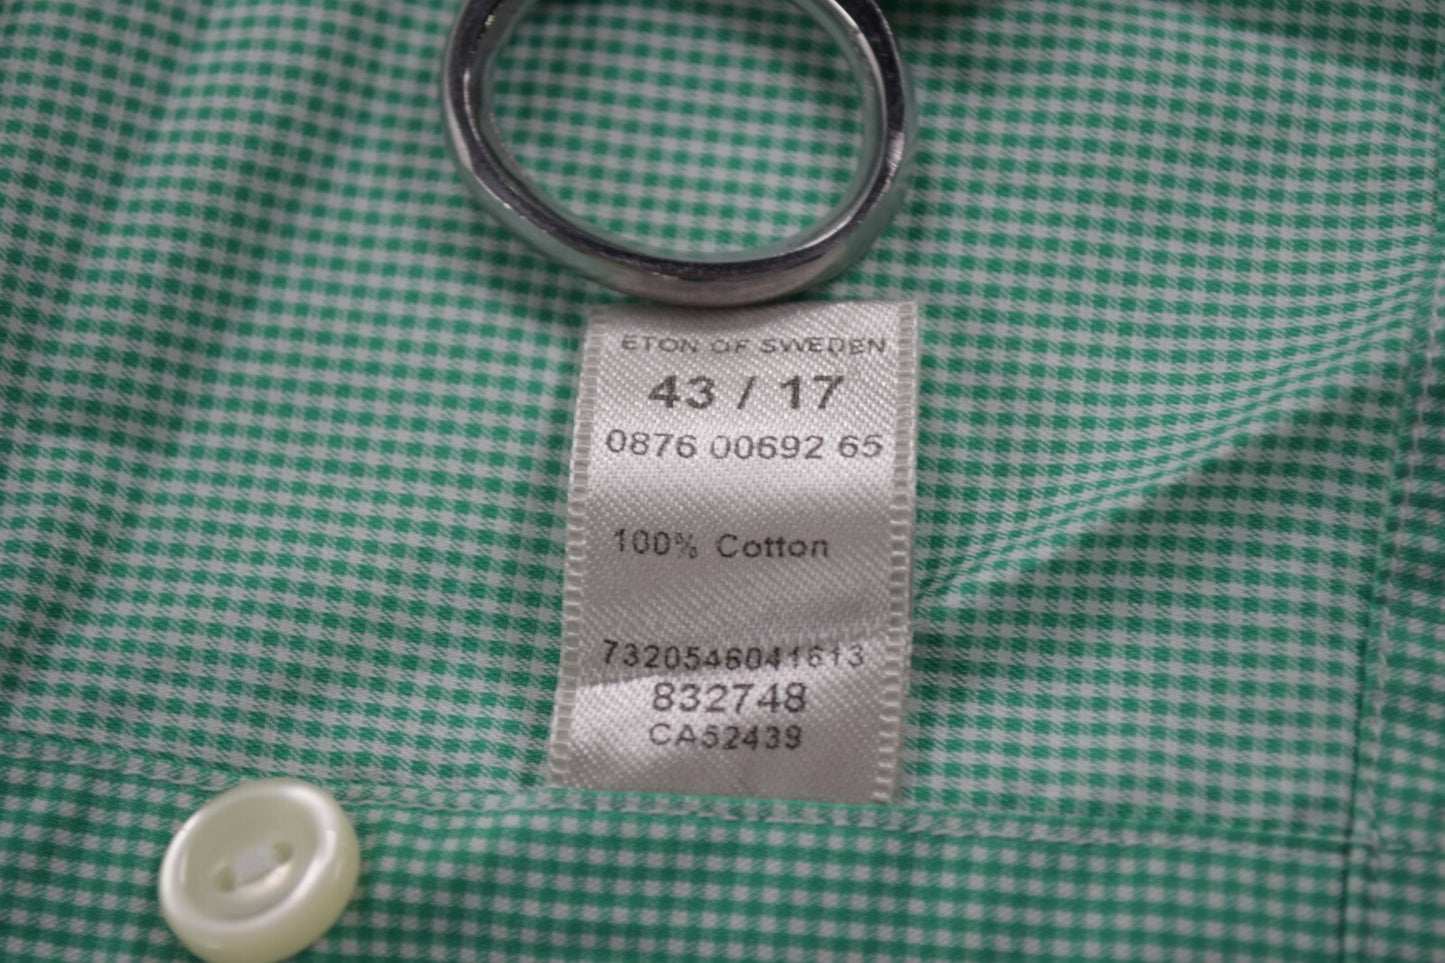 ETON OF SWEDEN
43 / 17
0876 00692 65
100% Cotton
7320546041613
832748
CA52439